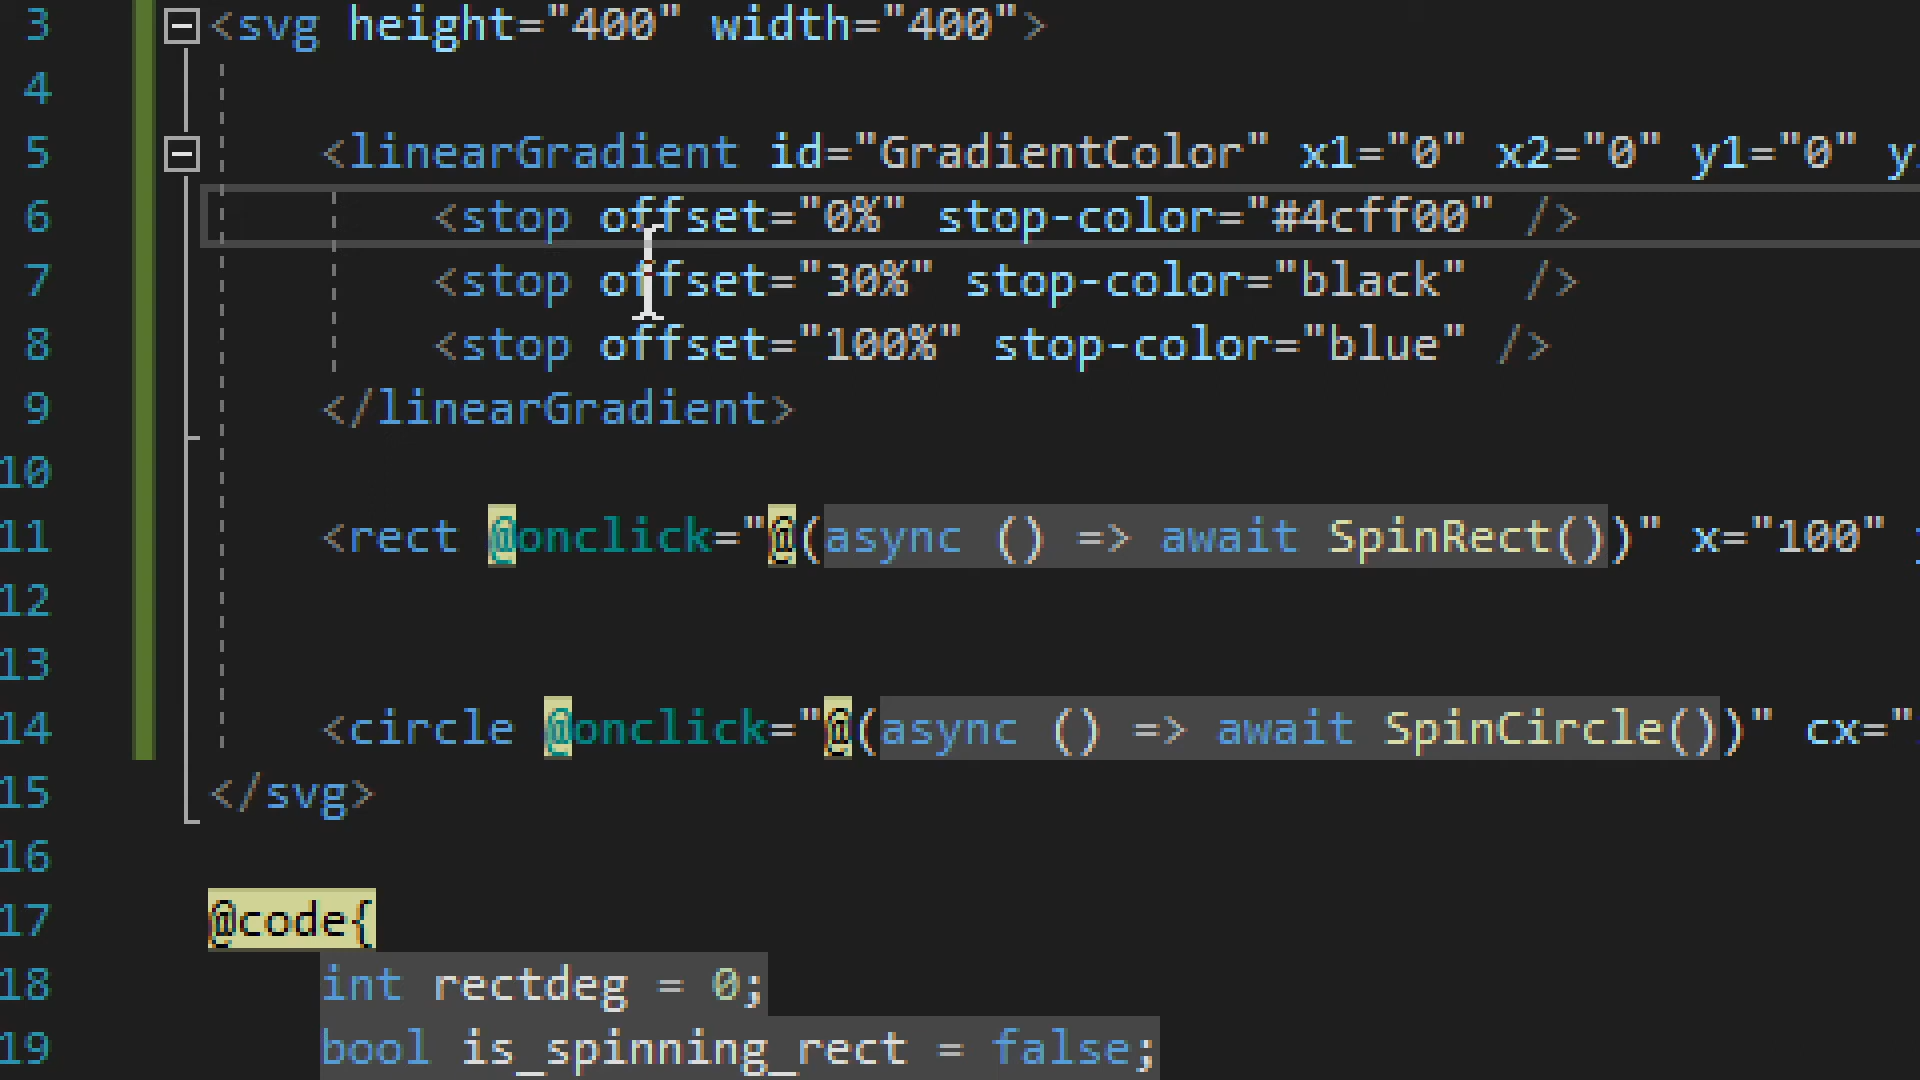 3 <svg height="400" width="400">
4
5 <linearGradient id="GradientColor" x1="0" x2="0" y1="0" y
6 <stop offset="0%" stop-color="#4cff00" />
7 <stop offset="30%" stop-color="black"  />
8 <stop offset="100%" stop-color="blue" />
9 </linearGradient>
10
11 <rect @onclick="@(async () => await SpinRect())" x="100"
12
13
14 <circle @onclick="@(async () => await SpinCircle())" cx="
15 </svg>
16
17 @code{
18 int rectdeg = 0;
19 bool is_spinning_rect = false;